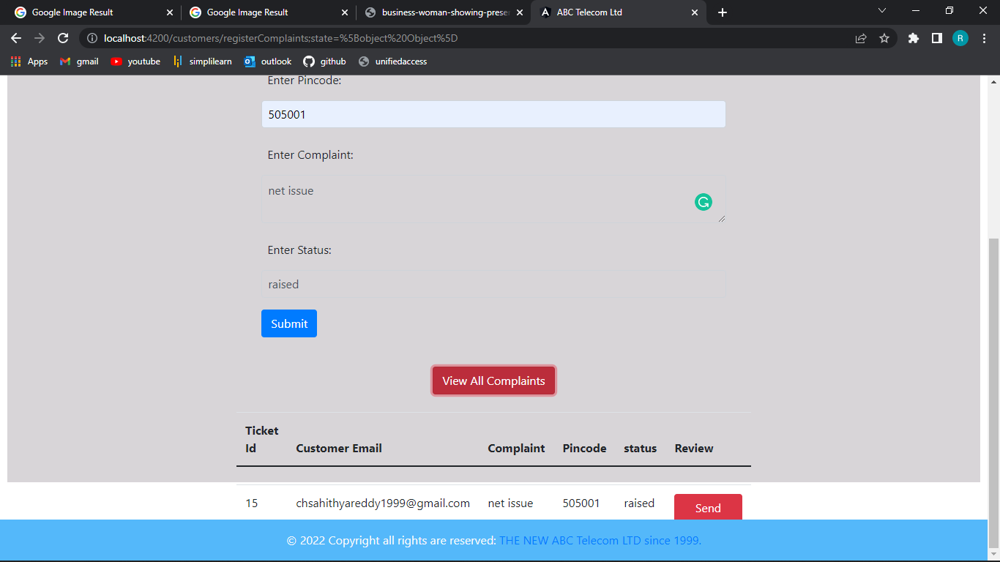 Google Image Result
Google Image Result
business-woman-showing-prese
ABC Telecom Ltd
localhost:4200/customers/registerComplaints;state=%5Bobject%20Object%5D
R
Apps
gmail
youtube
simplilearn
outlook
github
unifiedaccess
Enter Pincode:
505001
Enter Complaint:
net issue
Enter Status:
raised
Submit
View All Complaints
Ticket Id Customer Email Complaint Pincode status Review
15 chsahithyareddy1999@gmail.com net issue 505001 raised Send
© 2022 Copyright all rights are reserved: THE NEW ABC Telecom LTD since 1999.